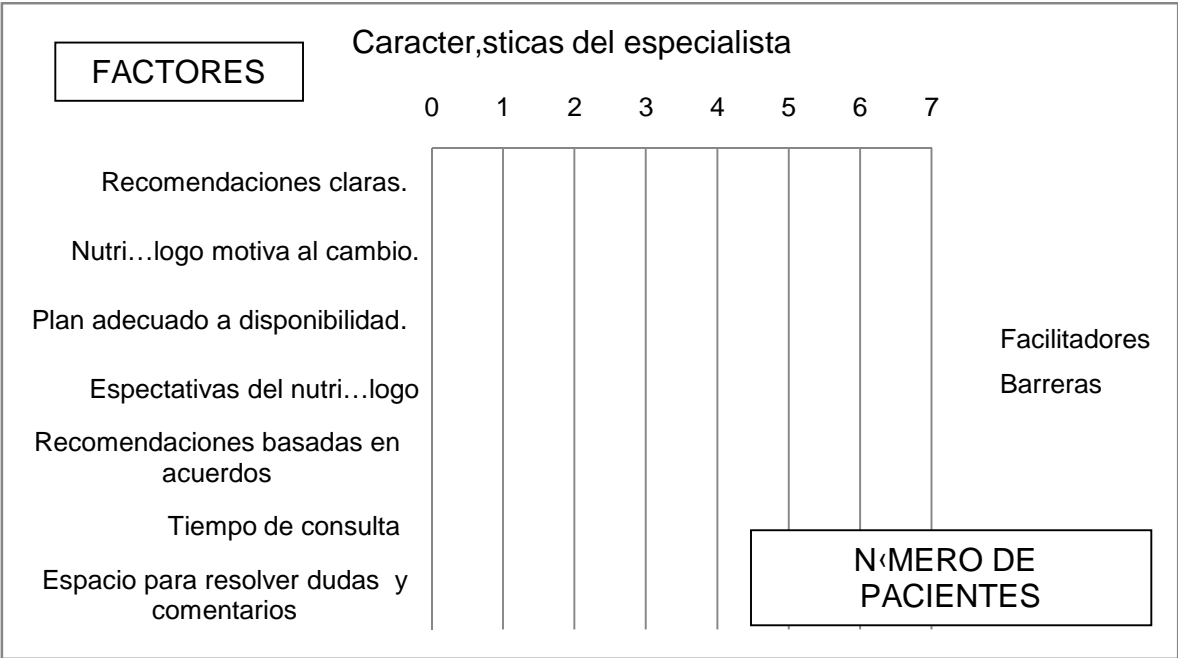 Caracter‚sticas del especialista
FACTORES
0 1 2 3 4 5 6 7
Recomendaciones claras.
Nutri…logo motiva al cambio.
Plan adecuado a disponibilidad.
Espectativas del nutri…logo
Recomendaciones basadas en
acuerdos
Tiempo de consulta
Espacio para resolver dudas y
comentarios
Facilitadores
Barreras
N‹MERO DE
PACIENTES